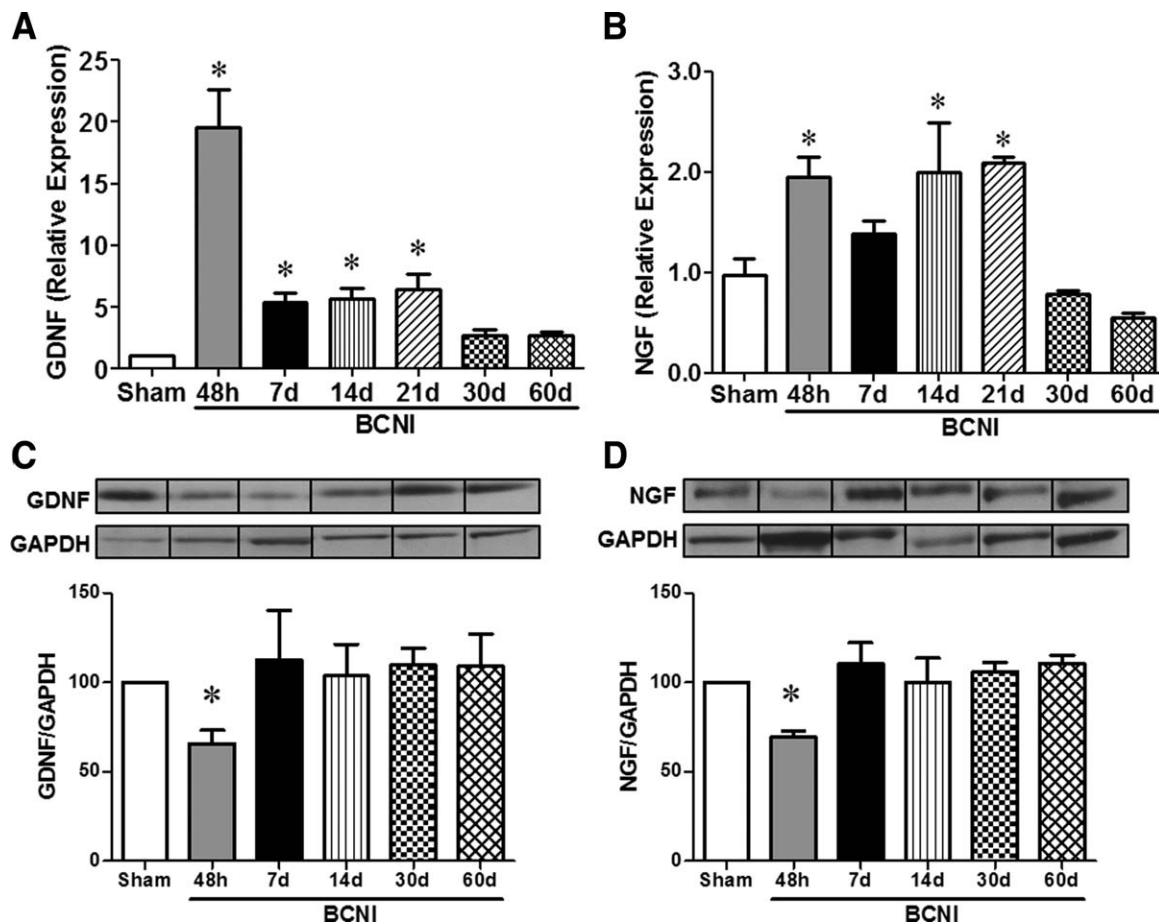 A
GDNF (Relative Expression)
25
20
15
10
5
0
*
*
*
*
Sham 48h 7d 14d 21d 30d 60d
BCNI
B
NGF (Relative Expression)
3.0
2.0
1.0
0.0
*
*
*
Sham 48h 7d 14d 21d 30d 60d
BCNI
C
GDNF
GAPDH
GDNF/GAPDH
150
100
50
0
*
Sham 48h 7d 14d 30d 60d
BCNI
D
NGF
GAPDH
NGF/GAPDH
150
100
50
0
*
Sham 48h 7d 14d 30d 60d
BCNI